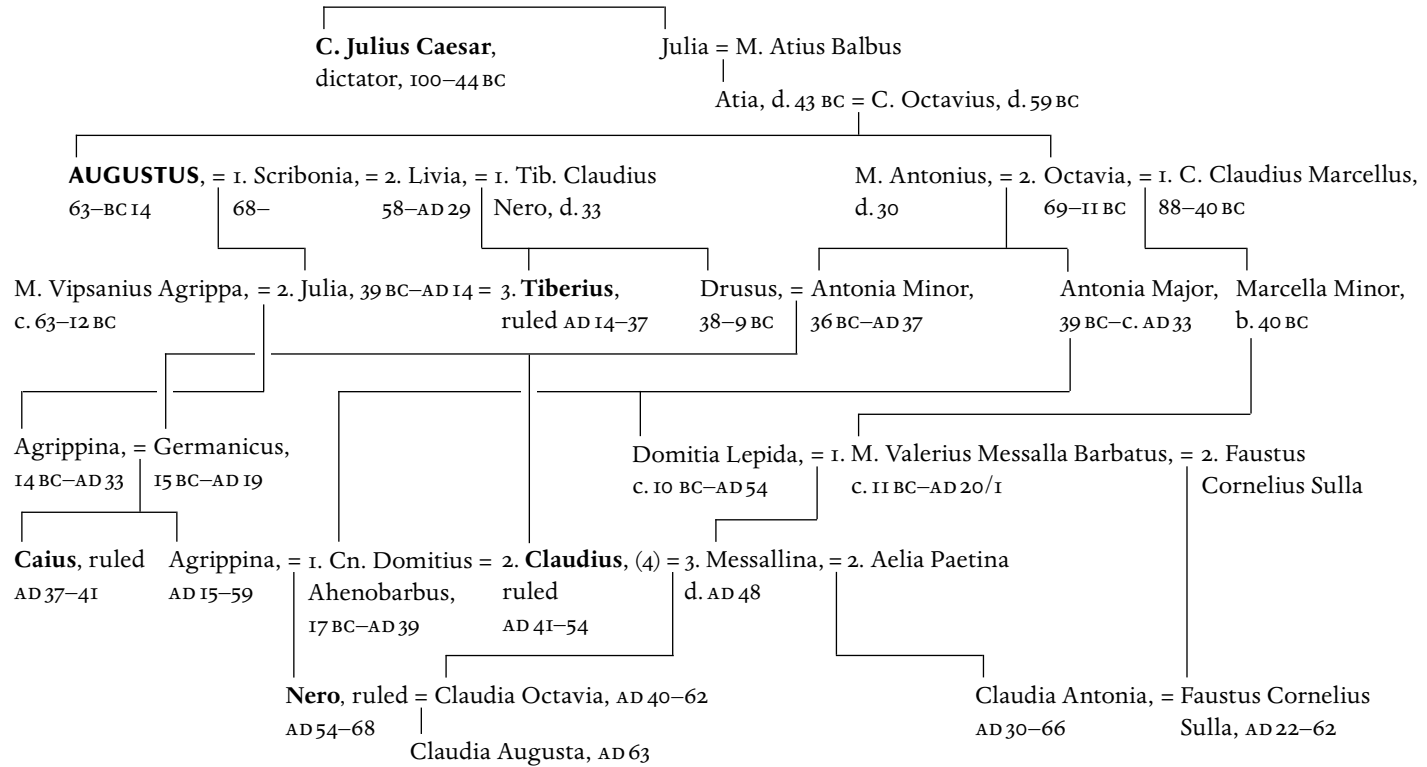 C. Julius Caesar,
dictator, 100–44 BC
Julia = M. Atius Balbus
Atia, d. 43 BC = C. Octavius, d. 59 BC
AUGUSTUS, = 1. Scribonia, = 2. Livia, = 1. Tib. Claudius
63–BC 14
68–
58–AD 29
Nero, d. 33
M. Antonius, = 2. Octavia, = 1. C. Claudius Marcellus,
d. 30
69–11 BC
88–40 BC
M. Vipsanius Agrippa, = 2. Julia, 39 BC–AD 14 = 3. Tiberius,
c. 63–12 BC
ruled AD 14–37
Drusus, = Antonia Minor,
38–9 BC
36 BC–AD 37
Antonia Major,
39 BC–c. AD 33
Marcella Minor,
b. 40 BC
Agrippina, = Germanicus,
14 BC–AD 33
15 BC–AD 19
Domitia Lepida, = 1. M. Valerius Messalla Barbatus, = 2. Faustus
c. 10 BC–AD 54
c. 11 BC–AD 20/1
Cornelius Sulla
Caius, ruled
AD 37–41
Agrippina, = 1. Cn. Domitius = 2. Claudius, (4) = 3. Messallina, = 2. Aelia Paetina
AD 15–59
Ahenobarbus,
17 BC–AD 39
ruled
AD 41–54
d. AD 48
Nero, ruled = Claudia Octavia, AD 40–62
AD 54–68
Claudia Augusta, AD 63
Claudia Antonia, = Faustus Cornelius
AD 30–66
Sulla, AD 22–62